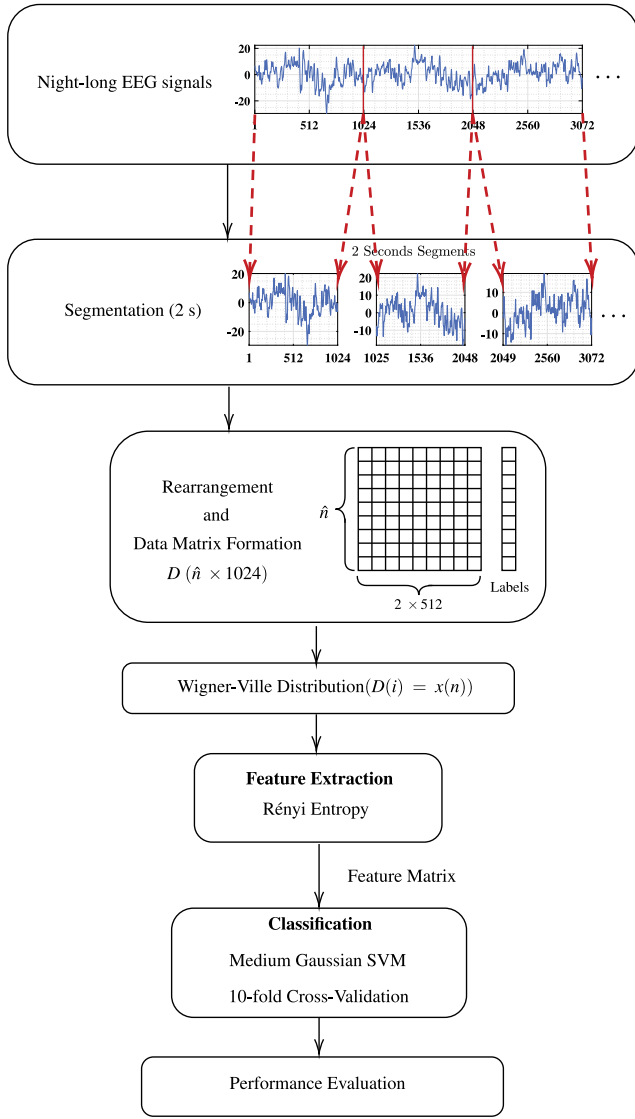 20
0
-20
Night-long EEG signals
. . .
1 512 1024 1536 2048 2560 3072
2 Seconds Segments
20
0
-20
1 512 1024
10
0
-10
1025 1536 2048
10
0
-10
2049 2560 3072
Segmentation (2 s)
. . .
Rearrangement
and
Data Matrix Formation
D (n̂ × 1024)
n̂
2 × 512
Labels
Wigner-Ville Distribution(D(i) = x(n))
Feature Extraction
Rényi Entropy
Feature Matrix
Classification
Medium Gaussian SVM
10-fold Cross-Validation
Performance Evaluation